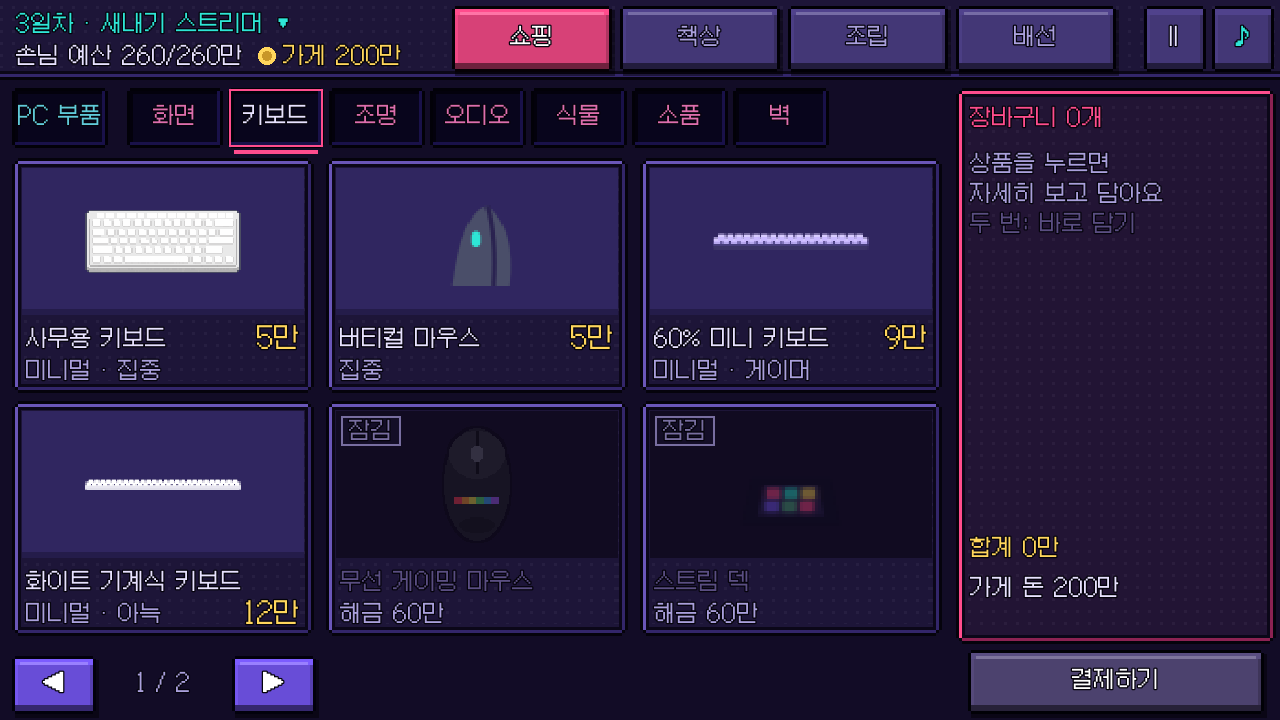 3일차 · 새내기 스트리머 ▼
손님 예산 260/260만 가게 200만
쇼핑
책상
조립
배선
PC 부품
화면
키보드
조명
오디오
식물
소품
벽
사무용 키보드 5만
미니멀 · 집중
버티컬 마우스 5만
집중
60% 미니 키보드 9만
미니멀 · 게이머
화이트 기계식 키보드
미니멀 · 아늑 12만
잠김
무선 게이밍 마우스
해금 60만
잠김
스트림 덱
해금 60만
1 / 2
장바구니 0개
상품을 누르면
자세히 보고 담아요
두 번: 바로 담기
합계 0만
가게 돈 200만
결제하기